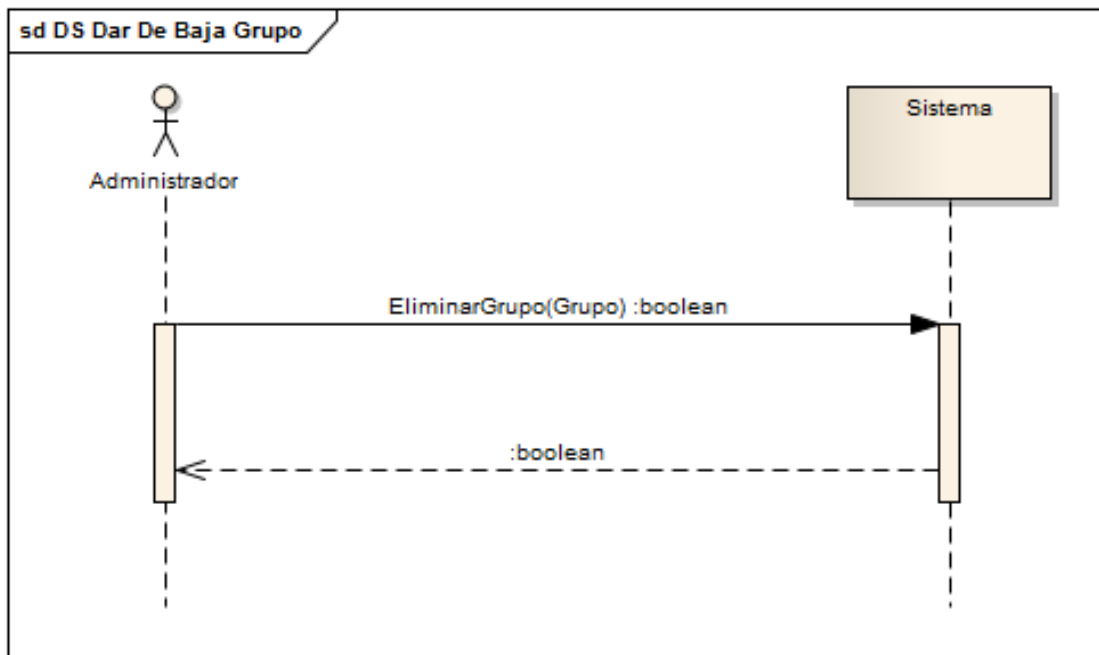 sd DS Dar De Baja Grupo
Administrador
Sistema
EliminarGrupo(Grupo) :boolean
:boolean